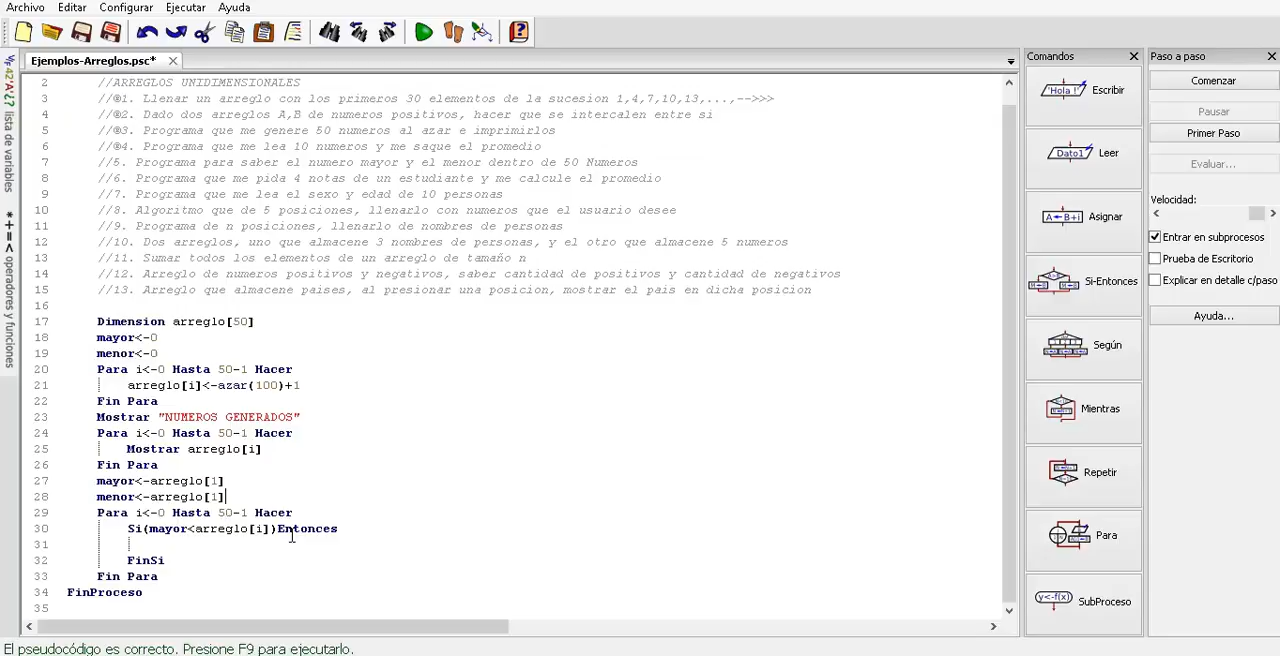 Archivo Editar Configurar Ejecutar Ayuda
Ejemplos-Arreglos.psc*
Comandos
Paso a paso
lista de variables
*+=< operadores y funciones
2 //ARREGLOS UNIDIMENSIONALES
3 //®1. Llenar un arreglo con los primeros 30 elementos de la sucesion 1,4,7,10,13,...,-->>>
4 //®2. Dado dos arreglos A,B de numeros positivos, hacer que se intercalen entre si
5 //®3. Programa que me genere 50 numeros al azar e imprimirlos
6 //®4. Programa que me lea 10 numeros y me saque el promedio
7 //5. Programa para saber el numero mayor y el menor dentro de 50 Numeros
8 //6. Programa que me pida 4 notas de un estudiante y me calcule el promedio
9 //7. Programa que me lea el sexo y edad de 10 personas
10 //8. Algoritmo que de 5 posiciones, llenarlo con numeros que el usuario desee
11 //9. Programa de n posiciones, llenarlo de nombres de personas
12 //10. Dos arreglos, uno que almacene 3 nombres de personas, y el otro que almacene 5 numeros
13 //11. Sumar todos los elementos de un arreglo de tamaño n
14 //12. Arreglo de numeros positivos y negativos, saber cantidad de positivos y cantidad de negativos
15 //13. Arreglo que almacene paises, al presionar una posicion, mostrar el pais en dicha posicion
16
17 Dimension arreglo[50]
18 mayor<-0
19 menor<-0
20 Para i<-0 Hasta 50-1 Hacer
21 arreglo[i]<-azar(100)+1
22 Fin Para
23 Mostrar "NUMEROS GENERADOS"
24 Para i<-0 Hasta 50-1 Hacer
25 Mostrar arreglo[i]
26 Fin Para
27 mayor<-arreglo[1]
28 menor<-arreglo[1]
29 Para i<-0 Hasta 50-1 Hacer
30 Si(mayor<arreglo[i])Entonces
31
32 FinSi
33 Fin Para
34 FinProceso
35
'Hola !' Escribir
Dato1 Leer
A←B+i Asignar
Si-Entonces
Según
Mientras
Repetir
Para
y<-f(x) SubProceso
Comenzar
Pausar
Primer Paso
Evaluar...
Velocidad:
Entrar en subprocesos
Prueba de Escritorio
Explicar en detalle c/paso
Ayuda...
El pseudocódigo es correcto. Presione F9 para ejecutarlo.